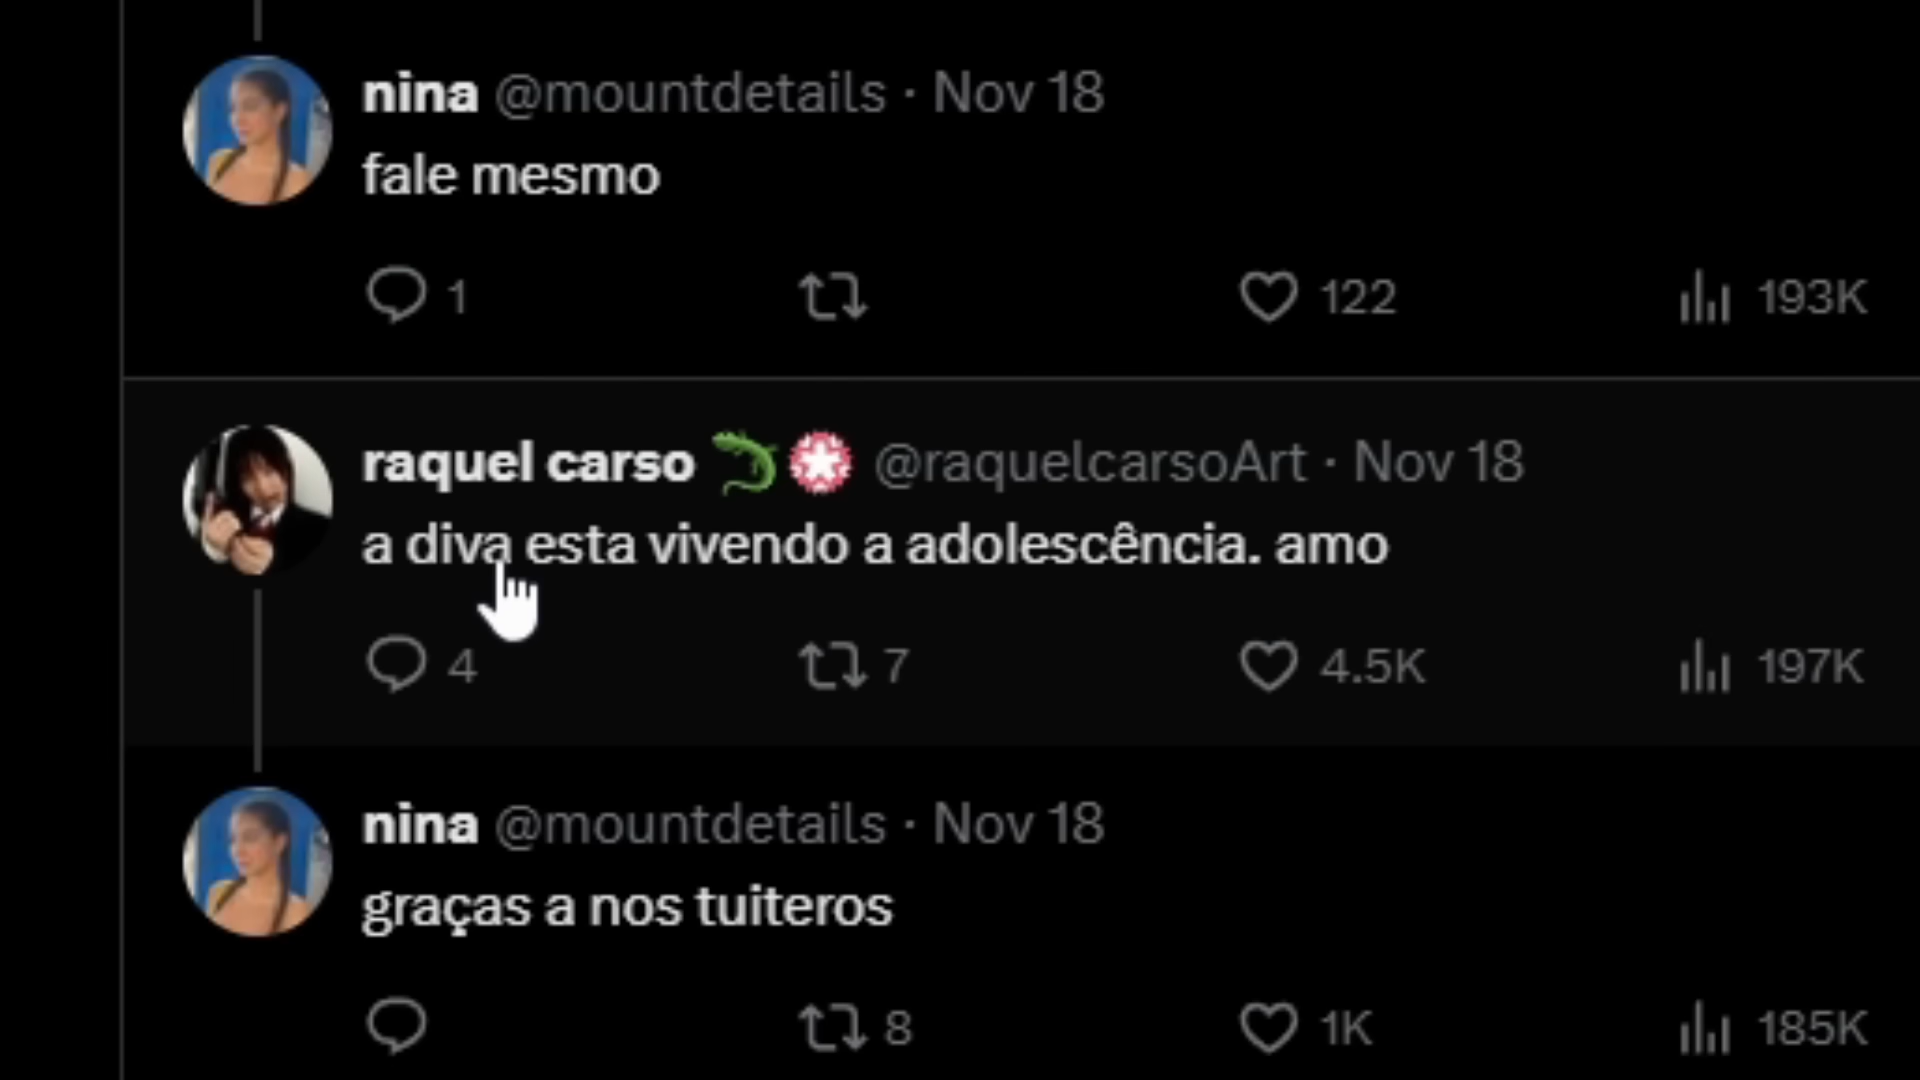 nina @mountdetails · Nov 18
fale mesmo
1 122 193K
raquel carso 🦎💮 @raquelcarsoArt · Nov 18
a diva esta vivendo a adolescência. amo
4 7 4.5K 197K
nina @mountdetails · Nov 18
graças a nos tuiteros
8 1K 185K